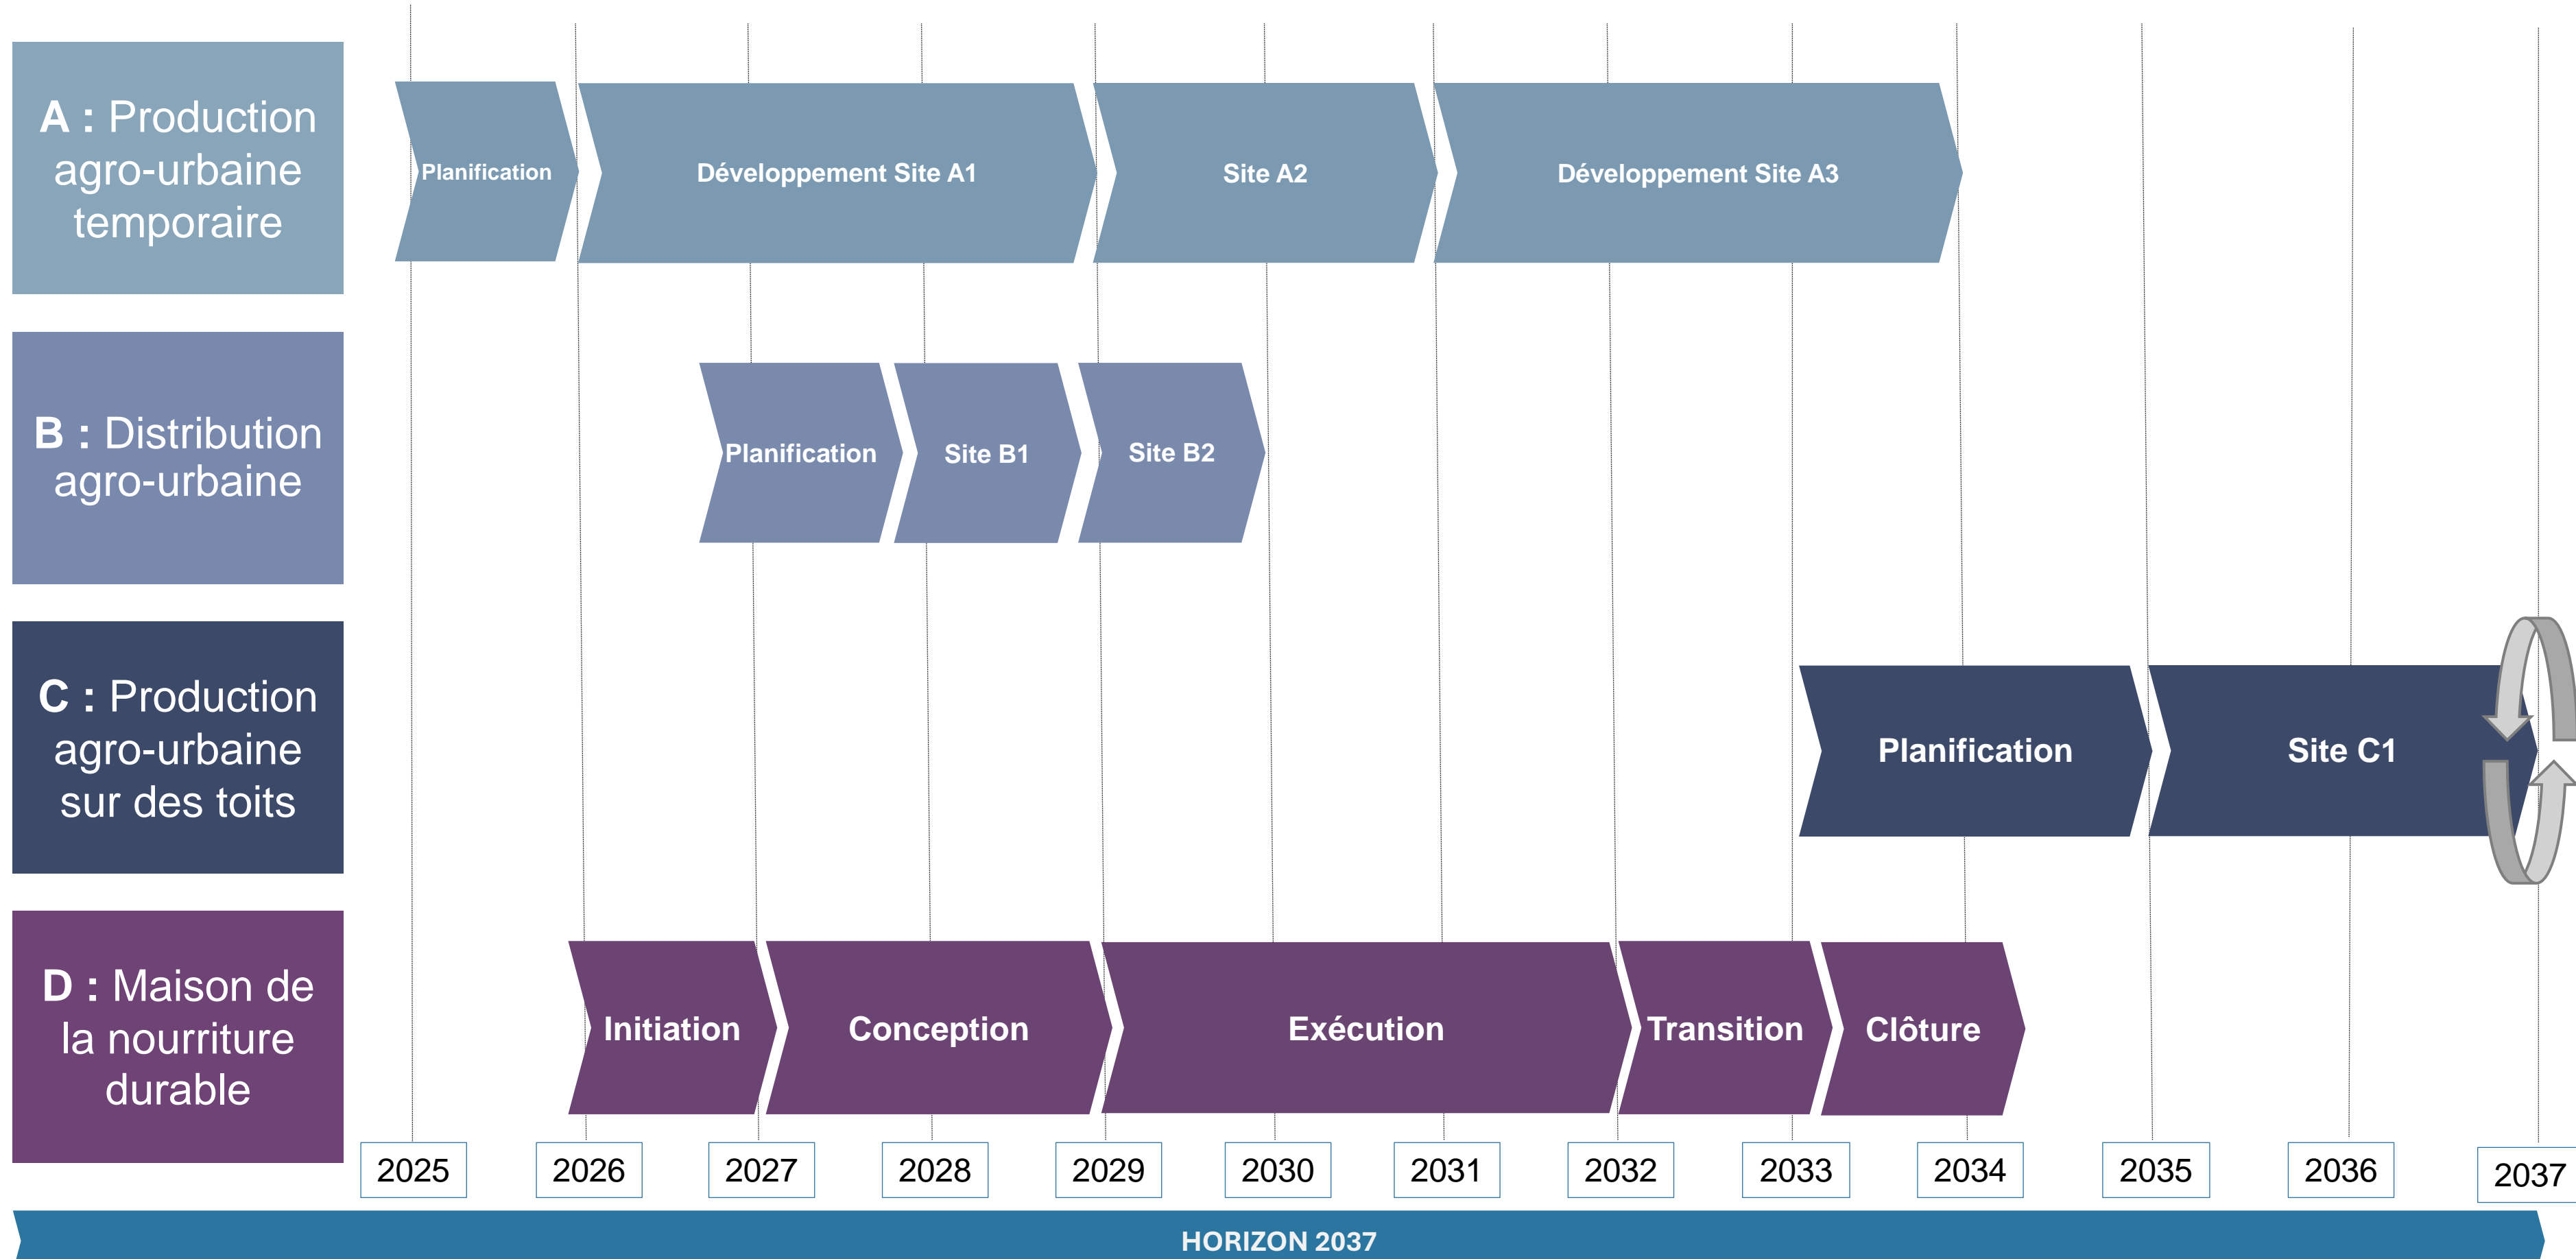 A : Production
agro-urbaine
temporaire
Planification
Développement Site A1
Site A2
Développement Site A3
B : Distribution
agro-urbaine
Planification
Site B1
Site B2
C : Production
agro-urbaine
sur des toits
Planification
Site C1
D : Maison de
la nourriture
durable
Initiation
Conception
Exécution
Transition
Clôture
2025
2026
2027
2028
2029
2030
2031
2032
2033
2034
2035
2036
2037
HORIZON 2037